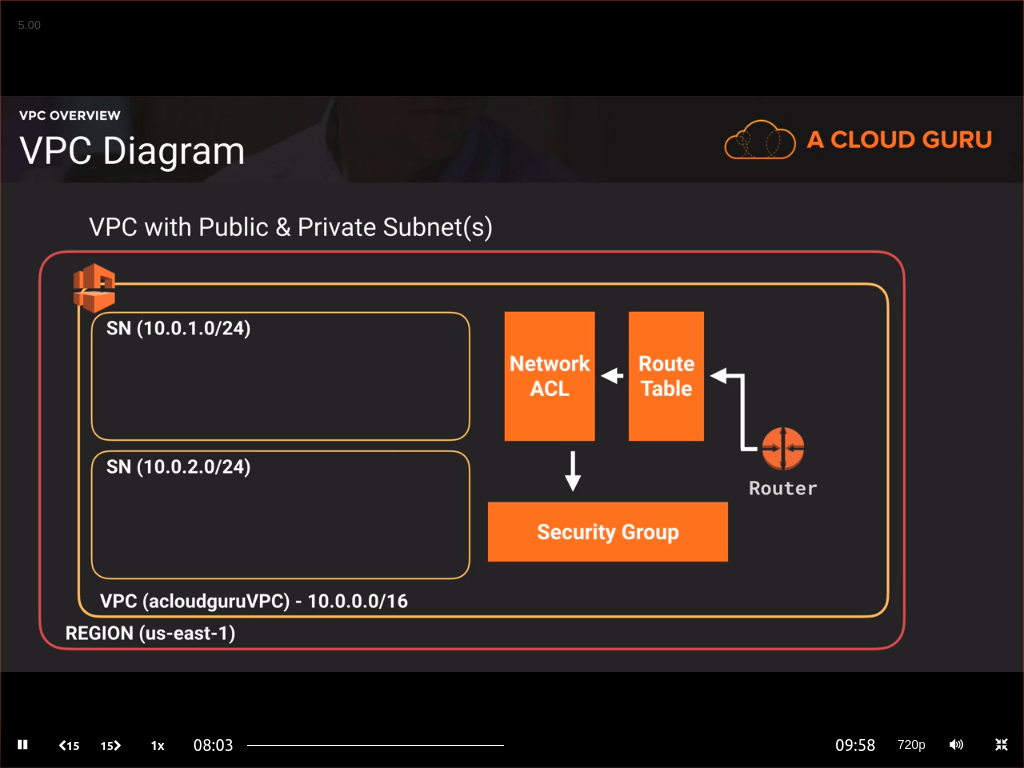 5.00
VPC OVERVIEW
VPC Diagram
A CLOUD GURU
VPC with Public & Private Subnet(s)
SN (10.0.1.0/24)
Network
ACL
Route
Table
SN (10.0.2.0/24)
Router
Security Group
VPC (acloudguruVPC) - 10.0.0.0/16
REGION (us-east-1)
15
15
1x
08:03
09:58
720p